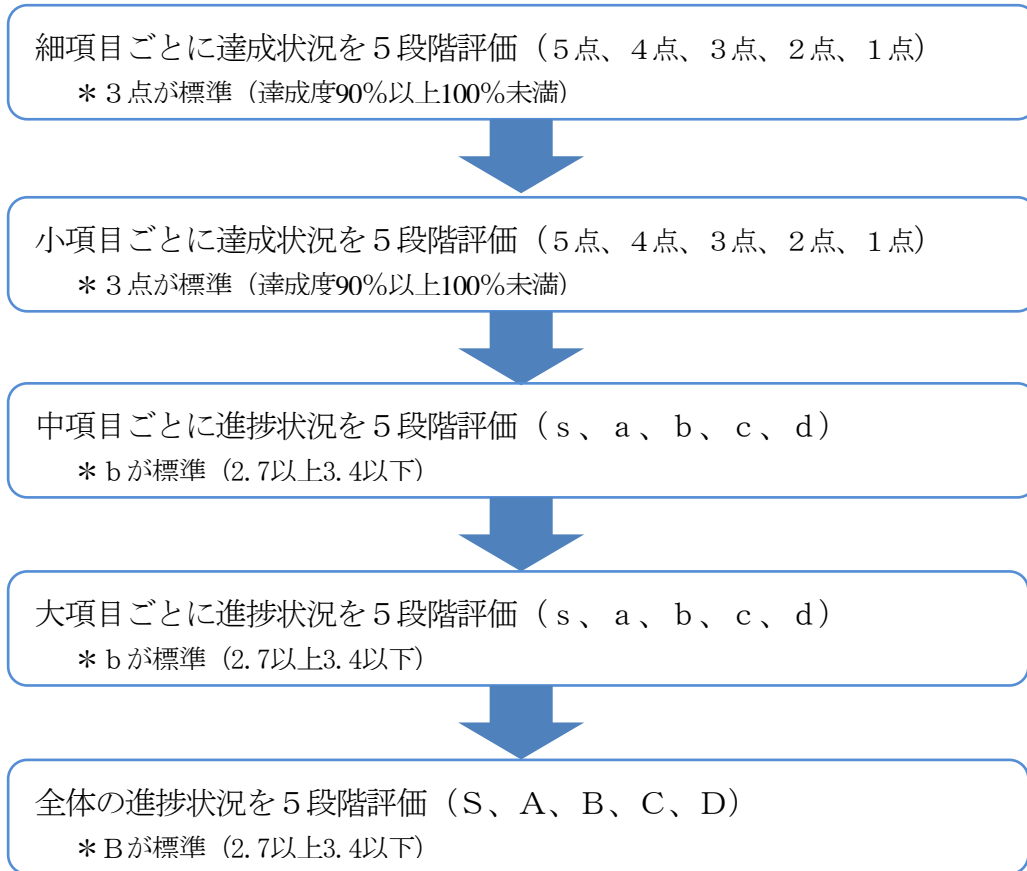 細項目ごとに達成状況を５段階評価（５点、４点、３点、２点、１点）
＊３点が標準（達成度90％以上100％未満）
小項目ごとに達成状況を５段階評価（５点、４点、３点、２点、１点）
＊３点が標準（達成度90％以上100％未満）
中項目ごとに進捗状況を５段階評価（ｓ、ａ、ｂ、ｃ、ｄ）
＊ｂが標準（2.7以上3.4以下）
大項目ごとに進捗状況を５段階評価（ｓ、ａ、ｂ、ｃ、ｄ）
＊ｂが標準（2.7以上3.4以下）
全体の進捗状況を５段階評価（Ｓ、Ａ、Ｂ、Ｃ、Ｄ）
＊Ｂが標準（2.7以上3.4以下）